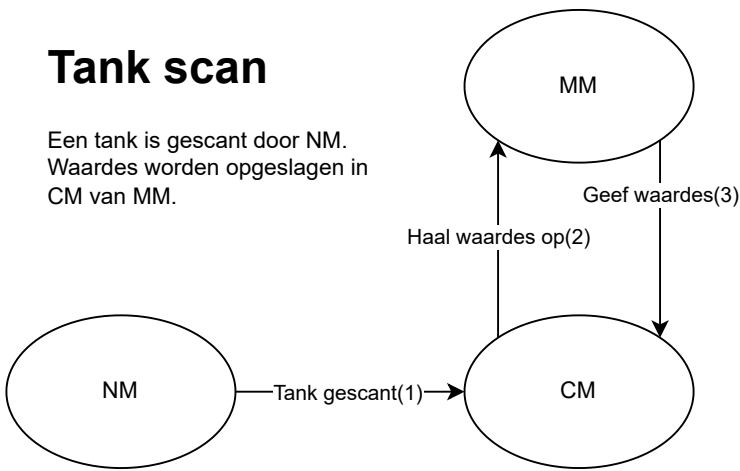 Tank scan
Een tank is gescant door NM.
Waardes worden opgeslagen in
CM van MM.
MM
Geef waardes(3)
Haal waardes op(2)
NM
Tank gescant(1)
CM